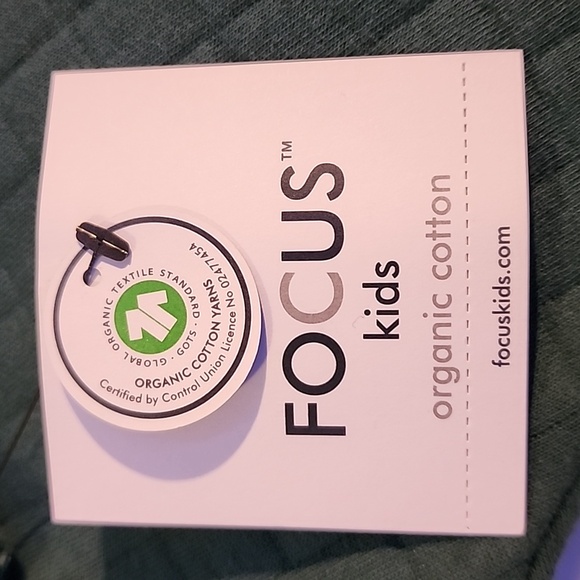 GLOBAL ORGANIC TEXTILE STANDARD · GOTS ·
ORGANIC COTTON YARNS
Certified by Control Union Licence No 02477454
FOCUS™
kids
organic cotton
focuskids.com